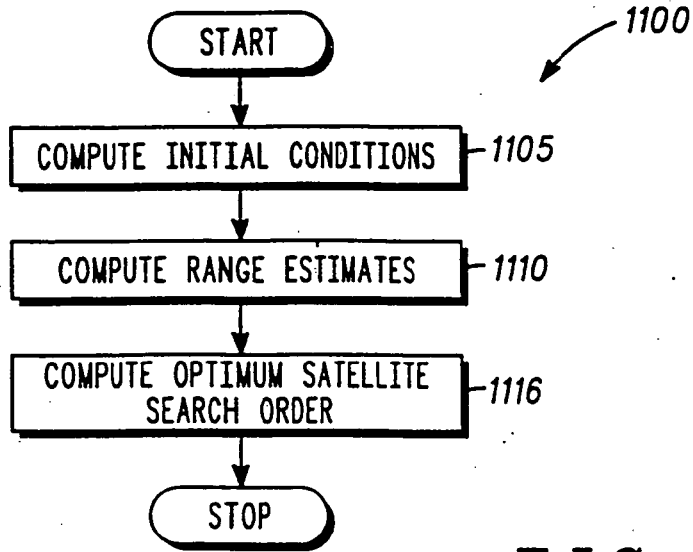 START
1100
COMPUTE INITIAL CONDITIONS
1105
COMPUTE RANGE ESTIMATES
1110
COMPUTE OPTIMUM SATELLITE
SEARCH ORDER
1116
STOP